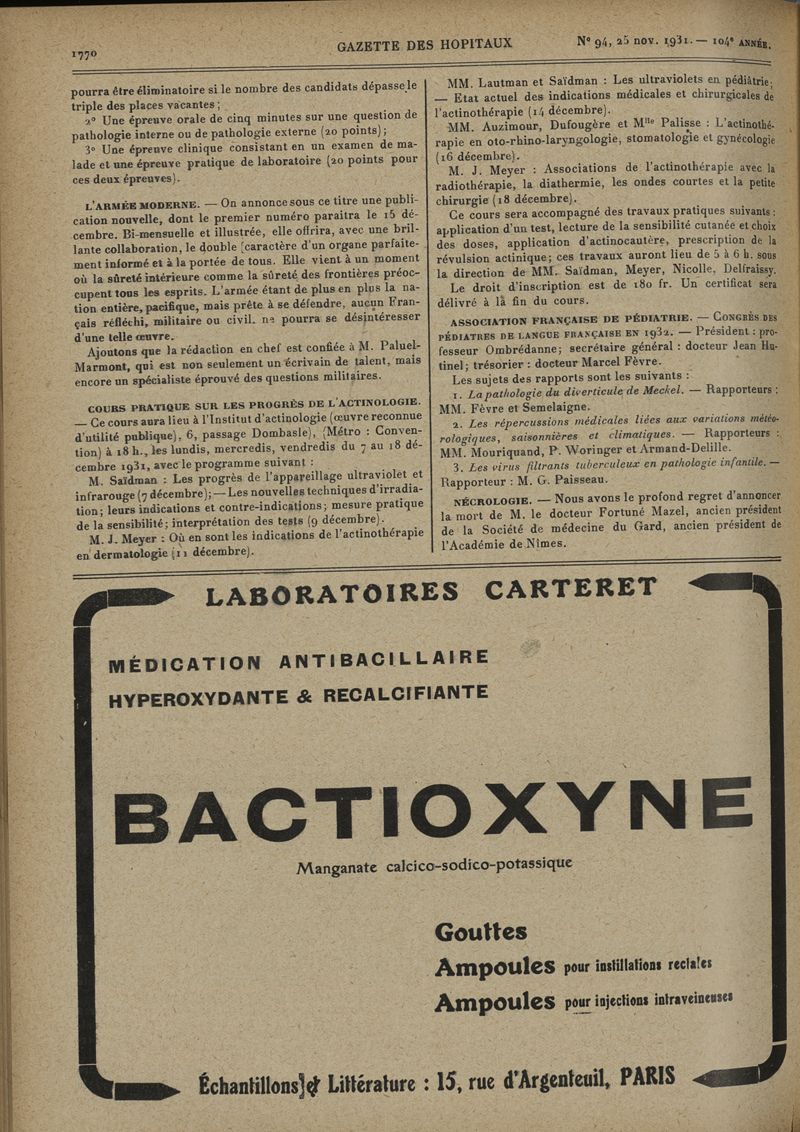 1770
GAZETTE DES HOPITAUX
N° 94, 25 nov. 1931. — 104e ANNÉE.
pourra être éliminatoire si le nombre des candidats dépasse le
triple des places vacantes;
2° Une épreuve orale de cinq minutes sur une question de
pathologie interne ou de pathologie externe (20 points);
3° Une épreuve clinique consistant en un examen de ma-
lade et une épreuve pratique de laboratoire (20 points pour
ces deux épreuves).
L'ARMÉE MODERNE. — On annonce sous ce titre une publi-
cation nouvelle, dont le premier numéro paraitra le 15 dé-
cembre. Bi-mensuelle et illustrée, elle offrira, avec une bril-
lante collaboration, le double [caractère d'un organe parfaite-
ment informé et à la portée de tous. Elle vient à un moment
où la sûreté intérieure comme la sûreté des frontières préoc-
cupent tous les esprits. L'armée étant de plus en plus la na-
tion entière, pacifique, mais prête à se défendre, aucun Fran-
çais réfléchi, militaire ou civil. ne pourra se désintéresser
d'une telle œuvre.
Ajoutons que la rédaction en chef est confiée à M. Paluel-
Marmont, qui est non seulement un écrivain de talent, mais
encore un spécialiste éprouvé des questions militaires.
COURS PRATIQUE SUR LES PROGRÈS DE L'ACTINOLOGIE.
— Ce cours aura lieu à l'Institut d'actinologie (œuvre reconnue
d'utilité publique), 6, passage Dombasle), (Métro : Conven-
tion) à 18 h., les lundis, mercredis, vendredis du 7 au 18 dé-
cembre 1931, avec le programme suivant :
M. Saïdman : Les progrès de l'appareillage ultraviolet et
infrarouge (7 décembre); — Les nouvelles techniques d'irradia-
tion; leurs indications et contre-indications; mesure pratique
de la sensibilité; interprétation des tests (9 décembre).
M. J. Meyer : Où en sont les indications de l'actinothérapie
en dermatologie (11 décembre).
MM. Lautman et Saïdman : Les ultraviolets en pédiâtrie;
— Etat actuel des indications médicales et chirurgicales de
l'actinothérapie (14 décembre).
MM. Auzimour, Dufougère et Mlle Palisse : L'actinothé-
rapie en oto-rhino-laryngologie, stomatologie et gynécologie
(16 décembre).
M. J. Meyer : Associations de l'actinothérapie avec la
radiothérapie, la diathermie, les ondes courtes et la petite
chirurgie (18 décembre).
Ce cours sera accompagné des travaux pratiques suivants :
application d'un test, lecture de la sensibilité cutanée et choix
des doses, application d'actinocautère, prescription de la
révulsion actinique; ces travaux auront lieu de 5 à 6 h. sous
la direction de MM. Saïdman, Meyer, Nicolle, Delfraissy.
Le droit d'inscription est de 180 fr. Un certificat sera
délivré à la fin du cours.
ASSOCIATION FRANÇAISE DE PÉDIATRIE. — CONGRÈS DES
PÉDIATRES DE LANGUE FRANÇAISE EN 1932. — Président : pro-
fesseur Ombrédanne; secrétaire général : docteur Jean Hu-
tinel; trésorier : docteur Marcel Fèvre.
Les sujets des rapports sont les suivants :
1. La pathologie du diverticule de Meckel. — Rapporteurs :
MM. Fèvre et Semelaigne.
2. Les répercussions médicales liées aux variations météo-
rologiques, saisonnières et climatiques. — Rapporteurs :
MM. Mouriquand, P. Woringer et Armand-Delille.
3. Les virus filtrants tuberculeux en pathologie infantile. —
Rapporteur : M. G. Paisseau.
NÉCROLOGIE. — Nous avons le profond regret d'annoncer
la mort de M. le docteur Fortuné Mazel, ancien président
de la Société de médecine du Gard, ancien président de
l'Académie de Nîmes.
LABORATOIRES CARTERET
MÉDICATION ANTIBACILLAIRE
HYPEROXYDANTE & RECALCIFIANTE
BACTIOXYNE
Manganate calcico-sodico-potassique
Gouttes
Ampoules pour instillations rectales
Ampoules pour injections intraveineuses
Échantillons & Littérature : 15, rue d'Argenteuil, PARIS